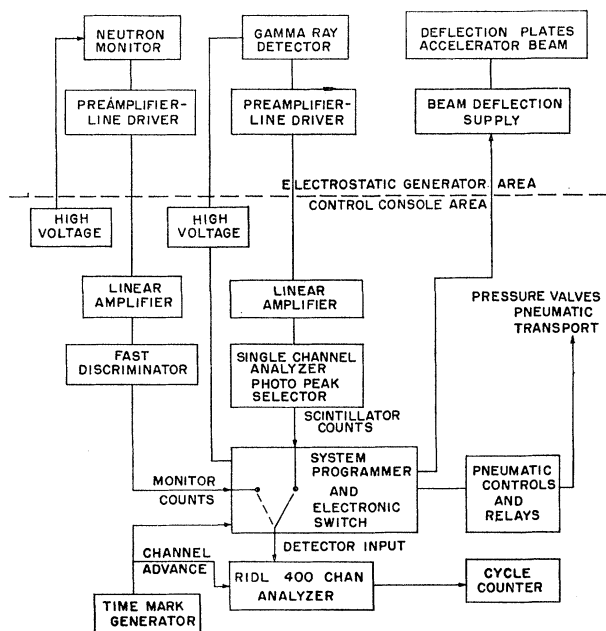 NEUTRON
MONITOR
GAMMA RAY
DETECTOR
DEFLECTION PLATES
ACCELERATOR BEAM
PREAMPLIFIER-
LINE DRIVER
PREAMPLIFIER-
LINE DRIVER
BEAM DEFLECTION
SUPPLY
ELECTROSTATIC GENERATOR AREA
CONTROL CONSOLE AREA
HIGH
VOLTAGE
HIGH
VOLTAGE
LINEAR
AMPLIFIER
LINEAR
AMPLIFIER
PRESSURE VALVES
PNEUMATIC
TRANSPORT
FAST
DISCRIMINATOR
SINGLE CHANNEL
ANALYZER
PHOTO PEAK
SELECTOR
SCINTILLATOR
COUNTS
SYSTEM
PROGRAMMER
AND
ELECTRONIC
SWITCH
MONITOR
COUNTS
PNEUMATIC
CONTROLS
AND
RELAYS
DETECTOR INPUT
CHANNEL
ADVANCE
RIDL 400 CHAN
ANALYZER
CYCLE
COUNTER
TIME MARK
GENERATOR